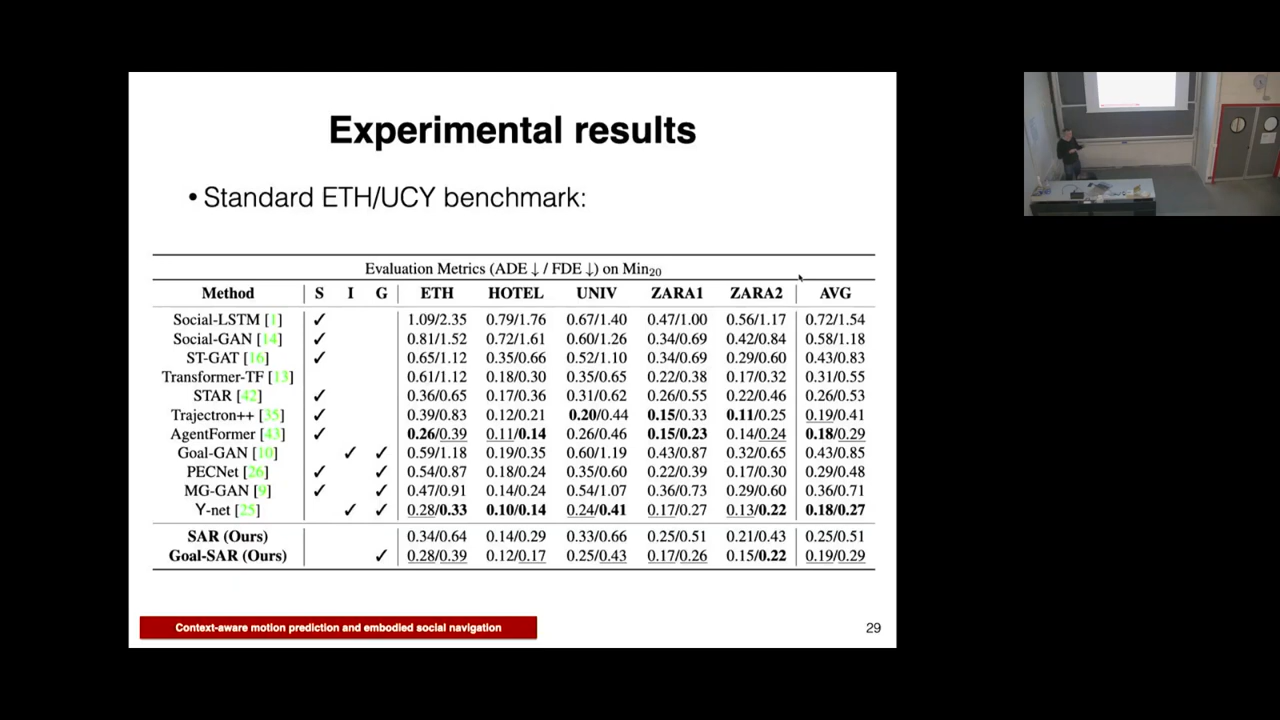 Experimental results
• Standard ETH/UCY benchmark:
Evaluation Metrics (ADE ↓ / FDE ↓) on Min20
Method S I G ETH HOTEL UNIV ZARA1 ZARA2 AVG
Social-LSTM [1] ✓ 1.09/2.35 0.79/1.76 0.67/1.40 0.47/1.00 0.56/1.17 0.72/1.54
Social-GAN [14] ✓ 0.81/1.52 0.72/1.61 0.60/1.26 0.34/0.69 0.42/0.84 0.58/1.18
ST-GAT [16] ✓ 0.65/1.12 0.35/0.66 0.52/1.10 0.34/0.69 0.29/0.60 0.43/0.83
Transformer-TF [13] 0.61/1.12 0.18/0.30 0.35/0.65 0.22/0.38 0.17/0.32 0.31/0.55
STAR [42] ✓ 0.36/0.65 0.17/0.36 0.31/0.62 0.26/0.55 0.22/0.46 0.26/0.53
Trajectron++ [35] ✓ 0.39/0.83 0.12/0.21 0.20/0.44 0.15/0.33 0.11/0.25 0.19/0.41
AgentFormer [43] ✓ 0.26/0.39 0.11/0.14 0.26/0.46 0.15/0.23 0.14/0.24 0.18/0.29
Goal-GAN [10] ✓ ✓ 0.59/1.18 0.19/0.35 0.60/1.19 0.43/0.87 0.32/0.65 0.43/0.85
PECNet [26] ✓ ✓ 0.54/0.87 0.18/0.24 0.35/0.60 0.22/0.39 0.17/0.30 0.29/0.48
MG-GAN [9] ✓ ✓ 0.47/0.91 0.14/0.24 0.54/1.07 0.36/0.73 0.29/0.60 0.36/0.71
Y-net [25] ✓ ✓ 0.28/0.33 0.10/0.14 0.24/0.41 0.17/0.27 0.13/0.22 0.18/0.27
SAR (Ours) 0.34/0.64 0.14/0.29 0.33/0.66 0.25/0.51 0.21/0.43 0.25/0.51
Goal-SAR (Ours) ✓ 0.28/0.39 0.12/0.17 0.25/0.43 0.17/0.26 0.15/0.22 0.19/0.29
Context-aware motion prediction and embodied social navigation
29